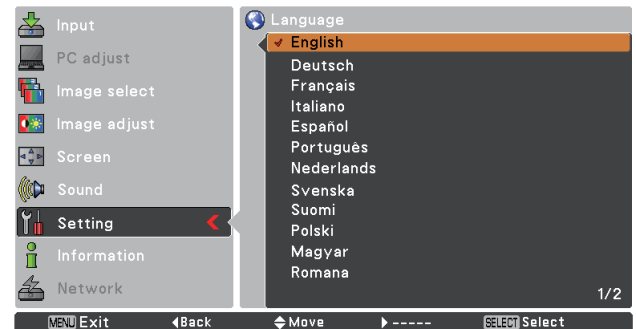 Input
PC adjust
Image select
Image adjust
Screen
Sound
Setting
Information
Network
Language
English
Deutsch
Français
Italiano
Español
Português
Nederlands
Svenska
Suomi
Polski
Magyar
Romana
1/2
MENU Exit
Back
Move
-----
SELECT Select